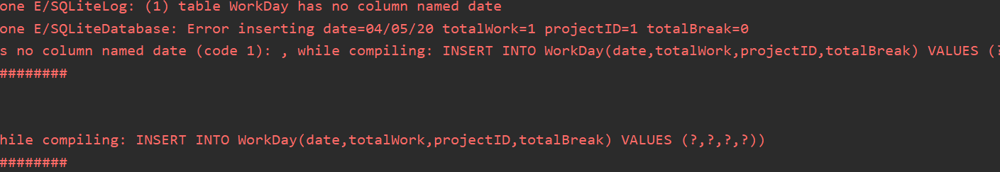 one E/SQLiteLog: (1) table WorkDay has no column named date
one E/SQLiteDatabase: Error inserting date=04/05/20 totalWork=1 projectID=1 totalBreak=0
s no column named date (code 1): , while compiling: INSERT INTO WorkDay(date,totalWork,projectID,totalBreak) VALUES (?
########
hile compiling: INSERT INTO WorkDay(date,totalWork,projectID,totalBreak) VALUES (?,?,?,?))
########